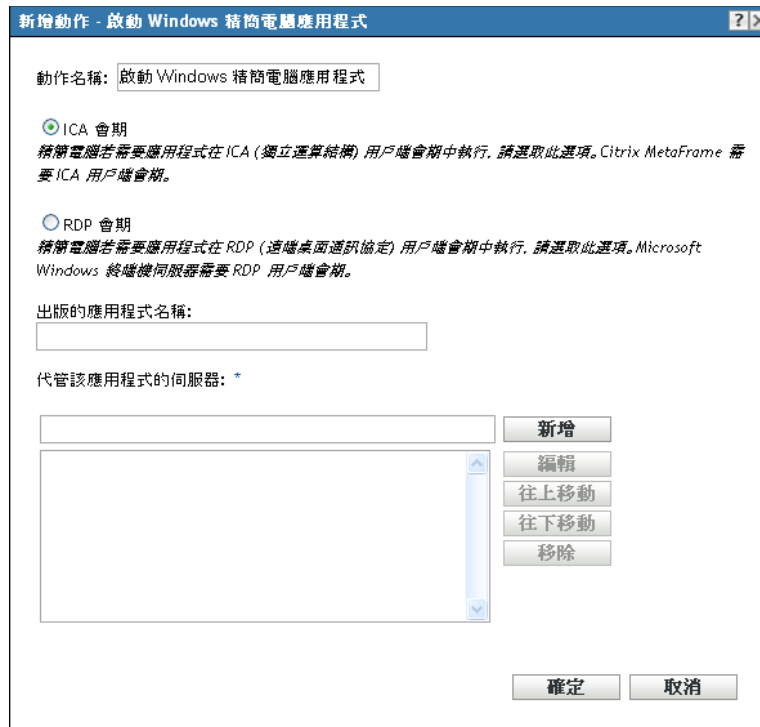 新增動作 - 啟動 Windows 精簡電腦應用程式
動作名稱: 啟動 Windows 精簡電腦應用程式
ICA 會期
精簡電腦若需要應用程式在 ICA (獨立運算結構) 用戶端會期中執行, 請選取此選項。Citrix MetaFrame 需
要 ICA 用戶端會期。
RDP 會期
精簡電腦若需要應用程式在 RDP (遠端桌面通訊協定) 用戶端會期中執行, 請選取此選項。Microsoft
Windows 終端機伺服器需要 RDP 用戶端會期。
出版的應用程式名稱:
代管該應用程式的伺服器: *
新增
編輯
往上移動
往下移動
移除
確定 取消